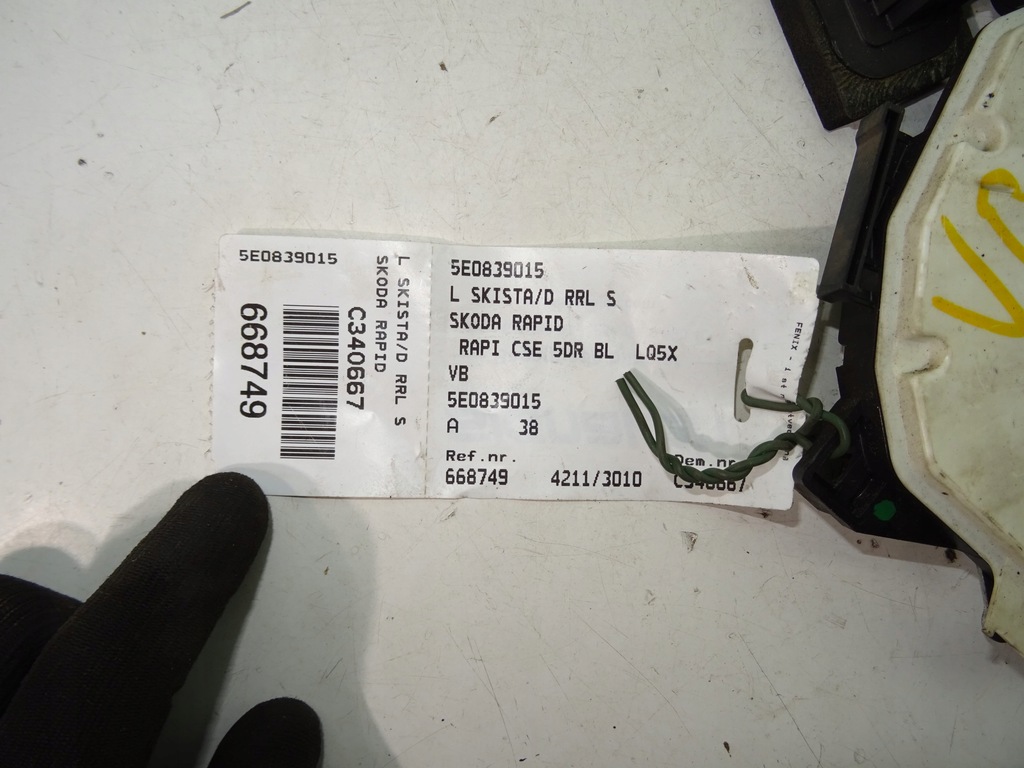 5E0839015
L SKISTA/D RRL S
SKODA RAPID
C340667
668749
5E0839015
L SKISTA/D RRL S
SKODA RAPID
RAPI CSE 5DR BL LQ5X
VB
5E0839015
A 38
Ref.nr.
668749 4211/3010
FENIX -
V